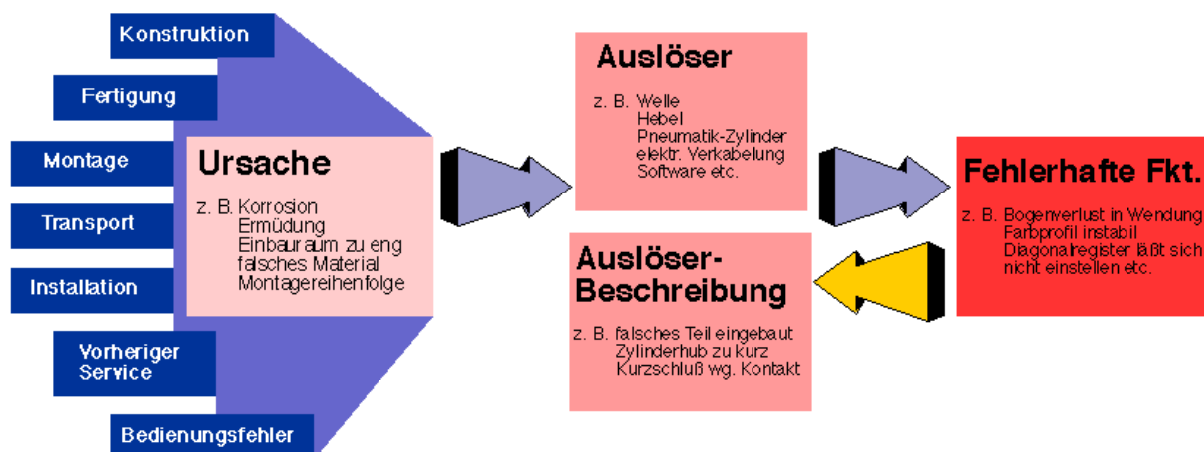 Konstruktion
Fertigung
Montage
Transport
Installation
Vorheriger
Service
Bedienungsfehler
Ursache
z. B. Korrosion
Ermüdung
Einbauraum zu eng
falsches Material
Montagereihenfolge
Auslöser
z. B. Welle
Hebel
Pneumatik-Zylinder
elektr. Verkabelung
Software etc.
Auslöser-
Beschreibung
z. B. falsches Teil eingebaut
Zylinderhub zu kurz
Kurzschluß wg. Kontakt
Fehlerhafte Fkt.
z. B. Bogenverlust in Wendung
Farbprofil instabil
Diagonalregister läßt sich
nicht einstellen etc.